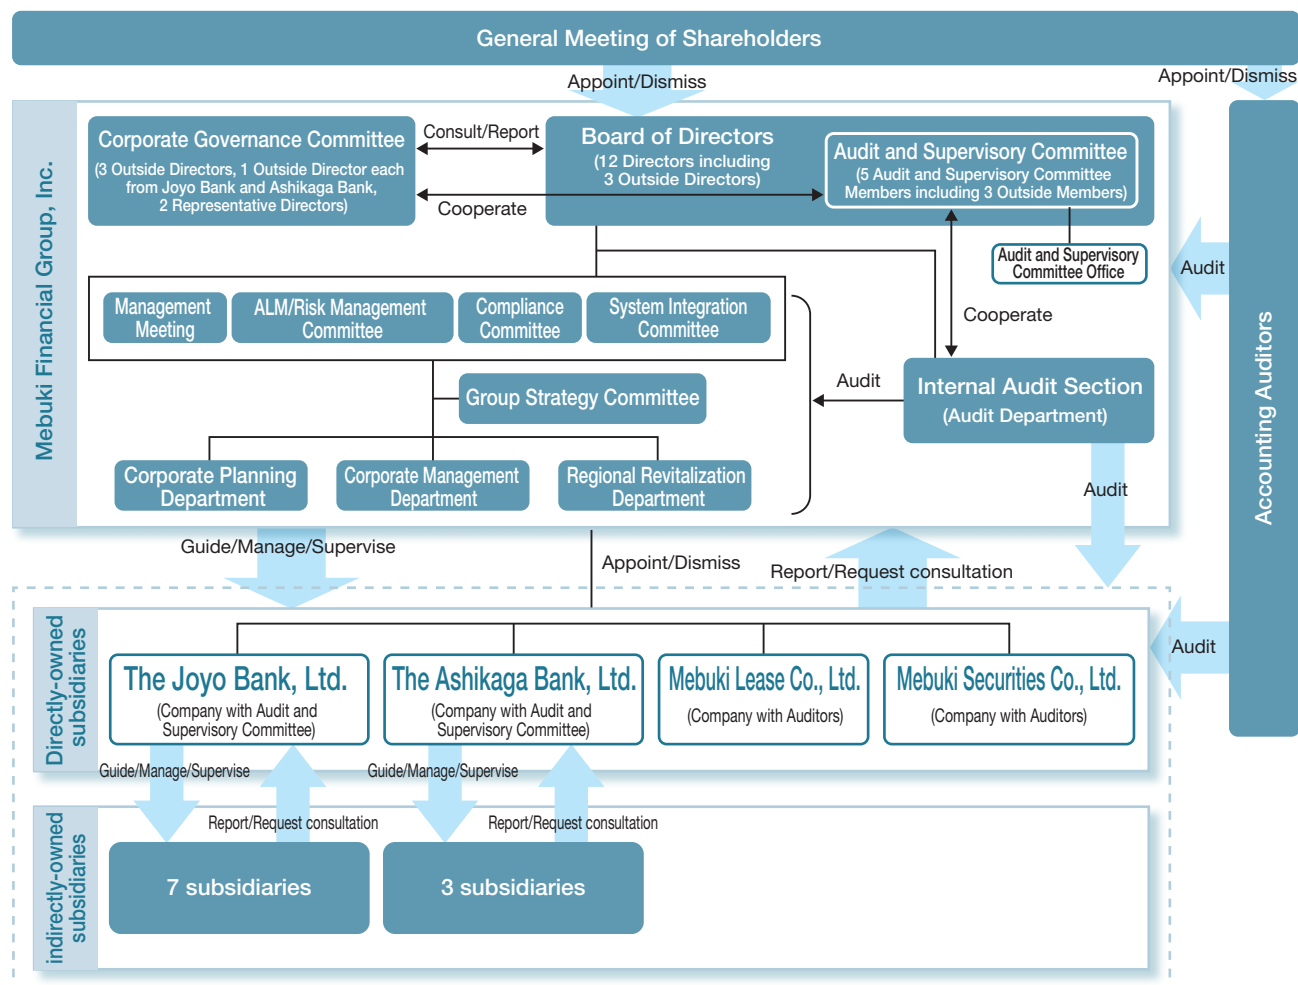 General Meeting of Shareholders
Appoint/Dismiss
Appoint/Dismiss
Mebuki Financial Group, Inc.
Corporate Governance Committee
(3 Outside Directors, 1 Outside Director each
from Joyo Bank and Ashikaga Bank,
2 Representative Directors)
Consult/Report
Cooperate
Board of Directors
(12 Directors including
3 Outside Directors)
Audit and Supervisory Committee
(5 Audit and Supervisory Committee
Members including 3 Outside Members)
Audit and Supervisory
Committee Office
Audit
Accounting Auditors
Management
Meeting
ALM/Risk Management
Committee
Compliance
Committee
System Integration
Committee
Cooperate
Group Strategy Committee
Audit
Internal Audit Section
(Audit Department)
Corporate Planning
Department
Corporate Management
Department
Regional Revitalization
Department
Audit
Guide/Manage/Supervise
Appoint/Dismiss
Report/Request consultation
Directly-owned
subsidiaries
The Joyo Bank, Ltd.
(Company with Audit and
Supervisory Committee)
The Ashikaga Bank, Ltd.
(Company with Audit and
Supervisory Committee)
Mebuki Lease Co., Ltd.
(Company with Auditors)
Mebuki Securities Co., Ltd.
(Company with Auditors)
Audit
Guide/Manage/Supervise
Guide/Manage/Supervise
Report/Request consultation
Report/Request consultation
indirectly-owned
subsidiaries
7 subsidiaries
3 subsidiaries